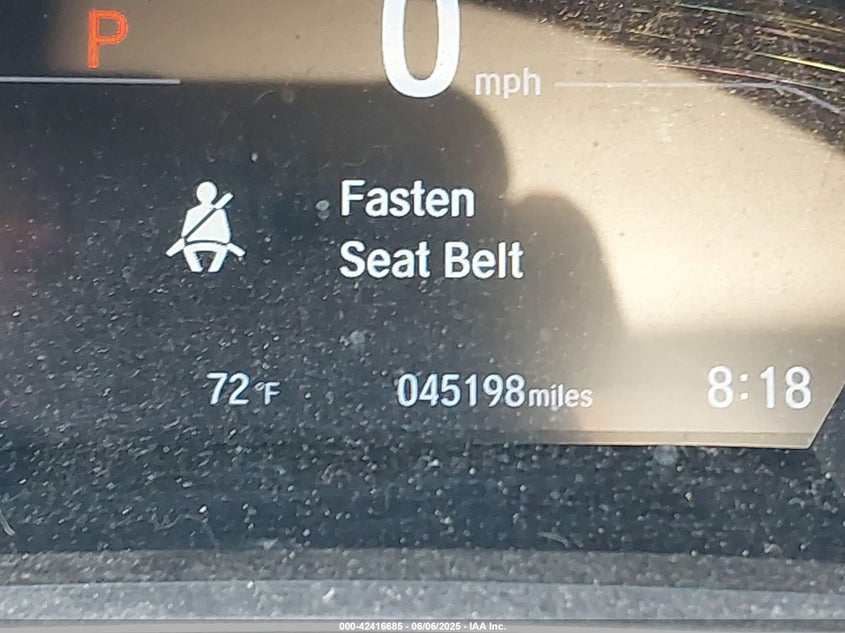 P
0 mph
Fasten
Seat Belt
72°F 045198 miles 8:18
000-42416685 - 06/06/2025 - IAA Inc.